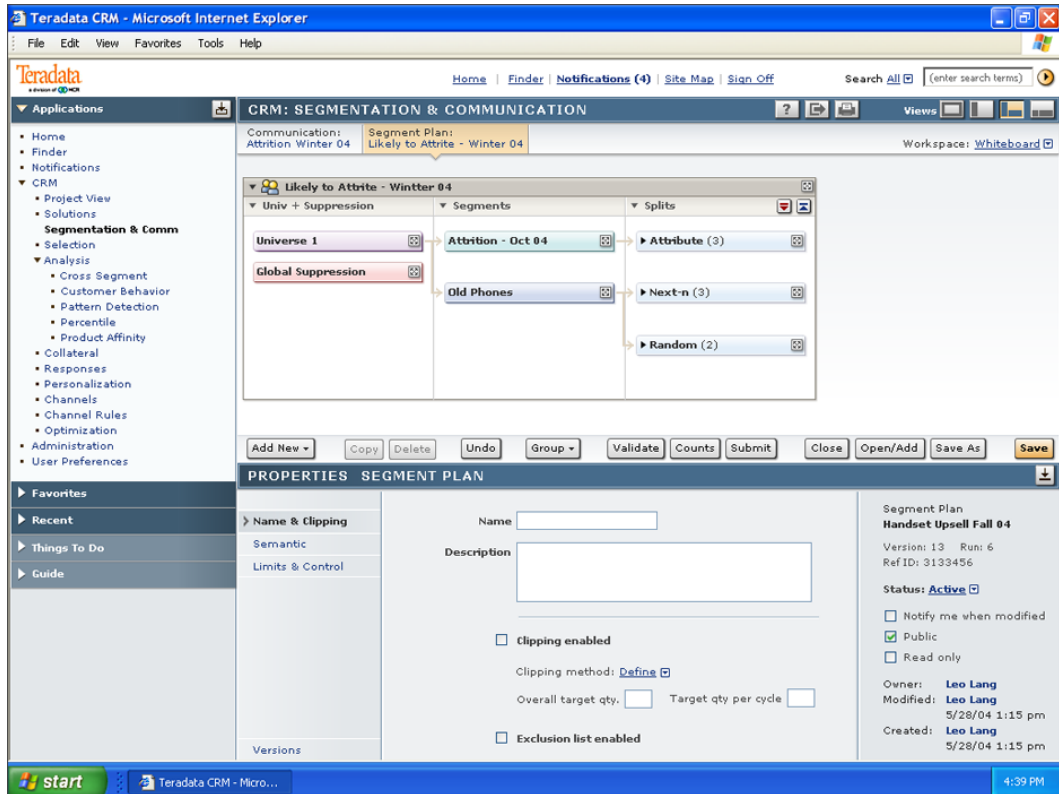 Teradata CRM - Microsoft Internet Explorer
File Edit View Favorites Tools Help
Teradata
a division of NCR
Home | Finder | Notifications (4) | Site Map | Sign Off
Search All (enter search terms)
Applications
CRM: SEGMENTATION & COMMUNICATION
? Views
Communication:
Attrition Winter 04
Segment Plan:
Likely to Attrite - Winter 04
Workspace: Whiteboard
Home
Finder
Notifications
CRM
Project View
Solutions
Segmentation & Comm
Selection
Analysis
Cross Segment
Customer Behavior
Pattern Detection
Percentile
Product Affinity
Collateral
Responses
Personalization
Channels
Channel Rules
Optimization
Administration
User Preferences
Favorites
Recent
Things To Do
Guide
Likely to Attrite - Wintter 04
Univ + Suppression Segments Splits
Universe 1 Attrition - Oct 04 Attribute (3)
Global Suppression
Old Phones Next-n (3)
Random (2)
Add New Copy Delete Undo Group Validate Counts Submit Close Open/Add Save As Save
PROPERTIES SEGMENT PLAN
Name & Clipping
Semantic
Limits & Control
Versions
Name
Description
Clipping enabled
Clipping method: Define
Overall target qty. Target qty per cycle
Exclusion list enabled
Segment Plan
Handset Upsell Fall 04
Version: 13 Run: 6
Ref ID: 3133456
Status: Active
Notify me when modified
Public
Read only
Owner: Leo Lang
Modified: Leo Lang
5/28/04 1:15 pm
Created: Leo Lang
5/28/04 1:15 pm
start Teradata CRM - Micro... 4:39 PM